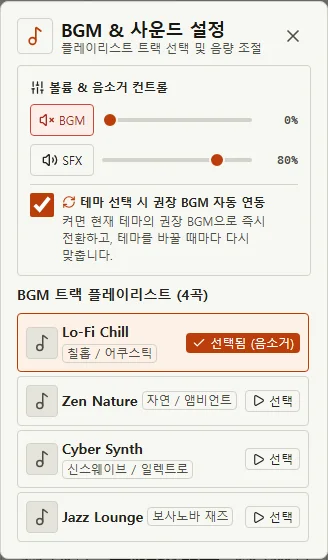 BGM & 사운드 설정
플레이리스트 트랙 선택 및 음량 조절
볼륨 & 음소거 컨트롤
BGM 0%
SFX 80%
테마 선택 시 권장 BGM 자동 연동
켜면 현재 테마의 권장 BGM으로 즉시
전환하고, 테마를 바꿀 때마다 다시
맞춥니다.
BGM 트랙 플레이리스트 (4곡)
Lo-Fi Chill
칠홉 / 어쿠스틱
선택됨 (음소거)
Zen Nature 자연 / 앰비언트 선택
Cyber Synth
신스웨이브 / 일렉트로
선택
Jazz Lounge 보사노바 재즈 선택